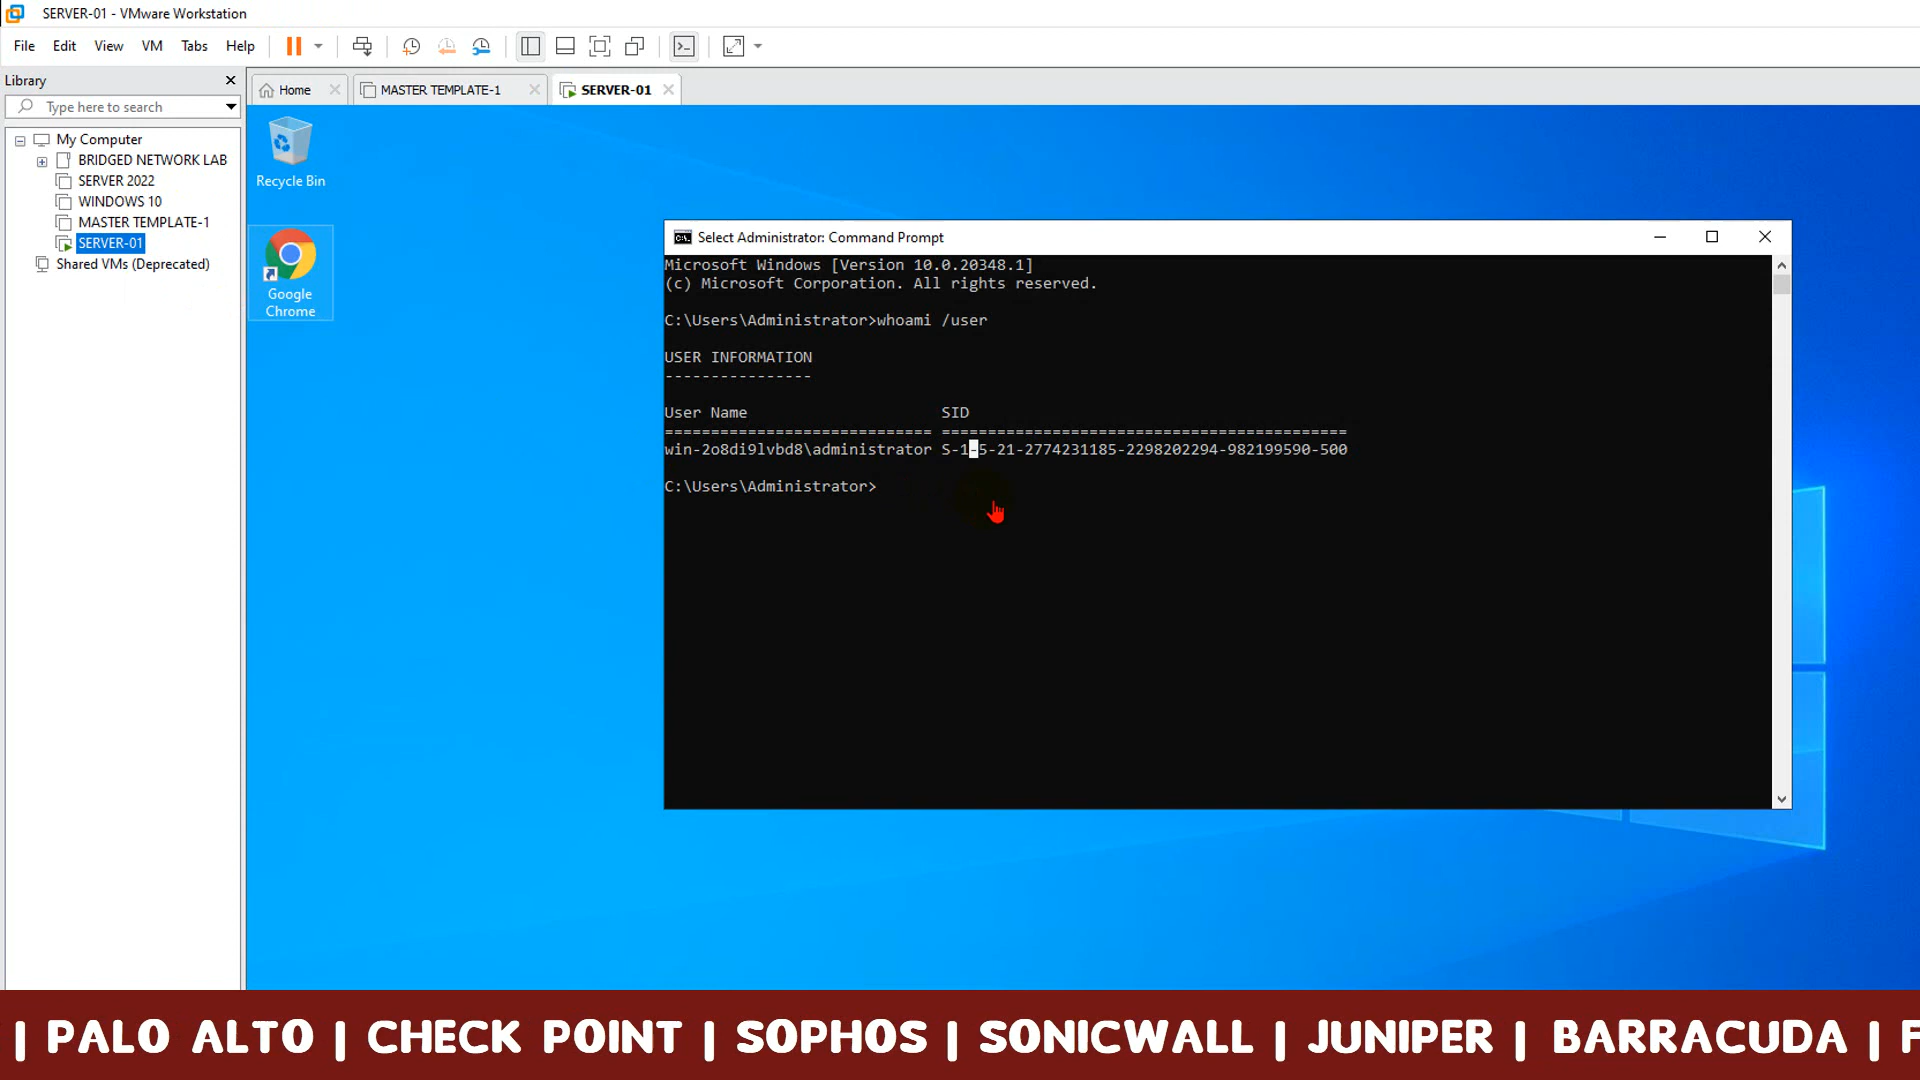 SERVER-01 - VMware Workstation
File Edit View VM Tabs Help
Library
Type here to search
My Computer
BRIDGED NETWORK LAB
SERVER 2022
WINDOWS 10
MASTER TEMPLATE-1
SERVER-01
Shared VMs (Deprecated)
Home MASTER TEMPLATE-1 SERVER-01
Recycle Bin
Google
Chrome
Select Administrator: Command Prompt
Microsoft Windows [Version 10.0.20348.1]
(c) Microsoft Corporation. All rights reserved.
C:\Users\Administrator>whoami /user
USER INFORMATION
----------------
User Name SID
============================= ============================================
win-2o8di9lvbd8\administrator S-1-5-21-2774231185-2298202294-982199590-500
C:\Users\Administrator>
| PALO ALTO | CHECK POINT | SOPHOS | SONICWALL | JUNIPER | BARRACUDA | F